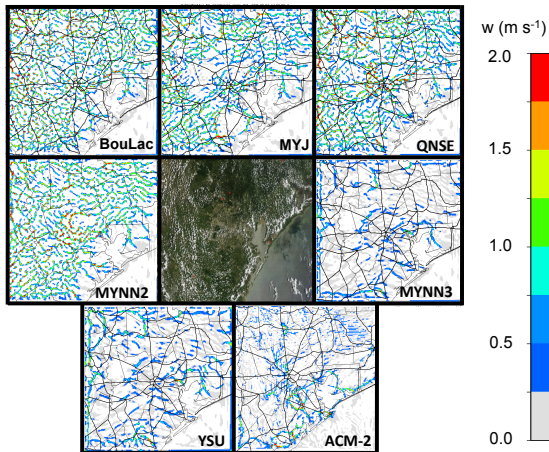 w (m s⁻¹)
2.0
1.5
1.0
0.5
0.0
BouLac
MYJ
QNSE
MYNN2
MYNN3
YSU
ACM-2